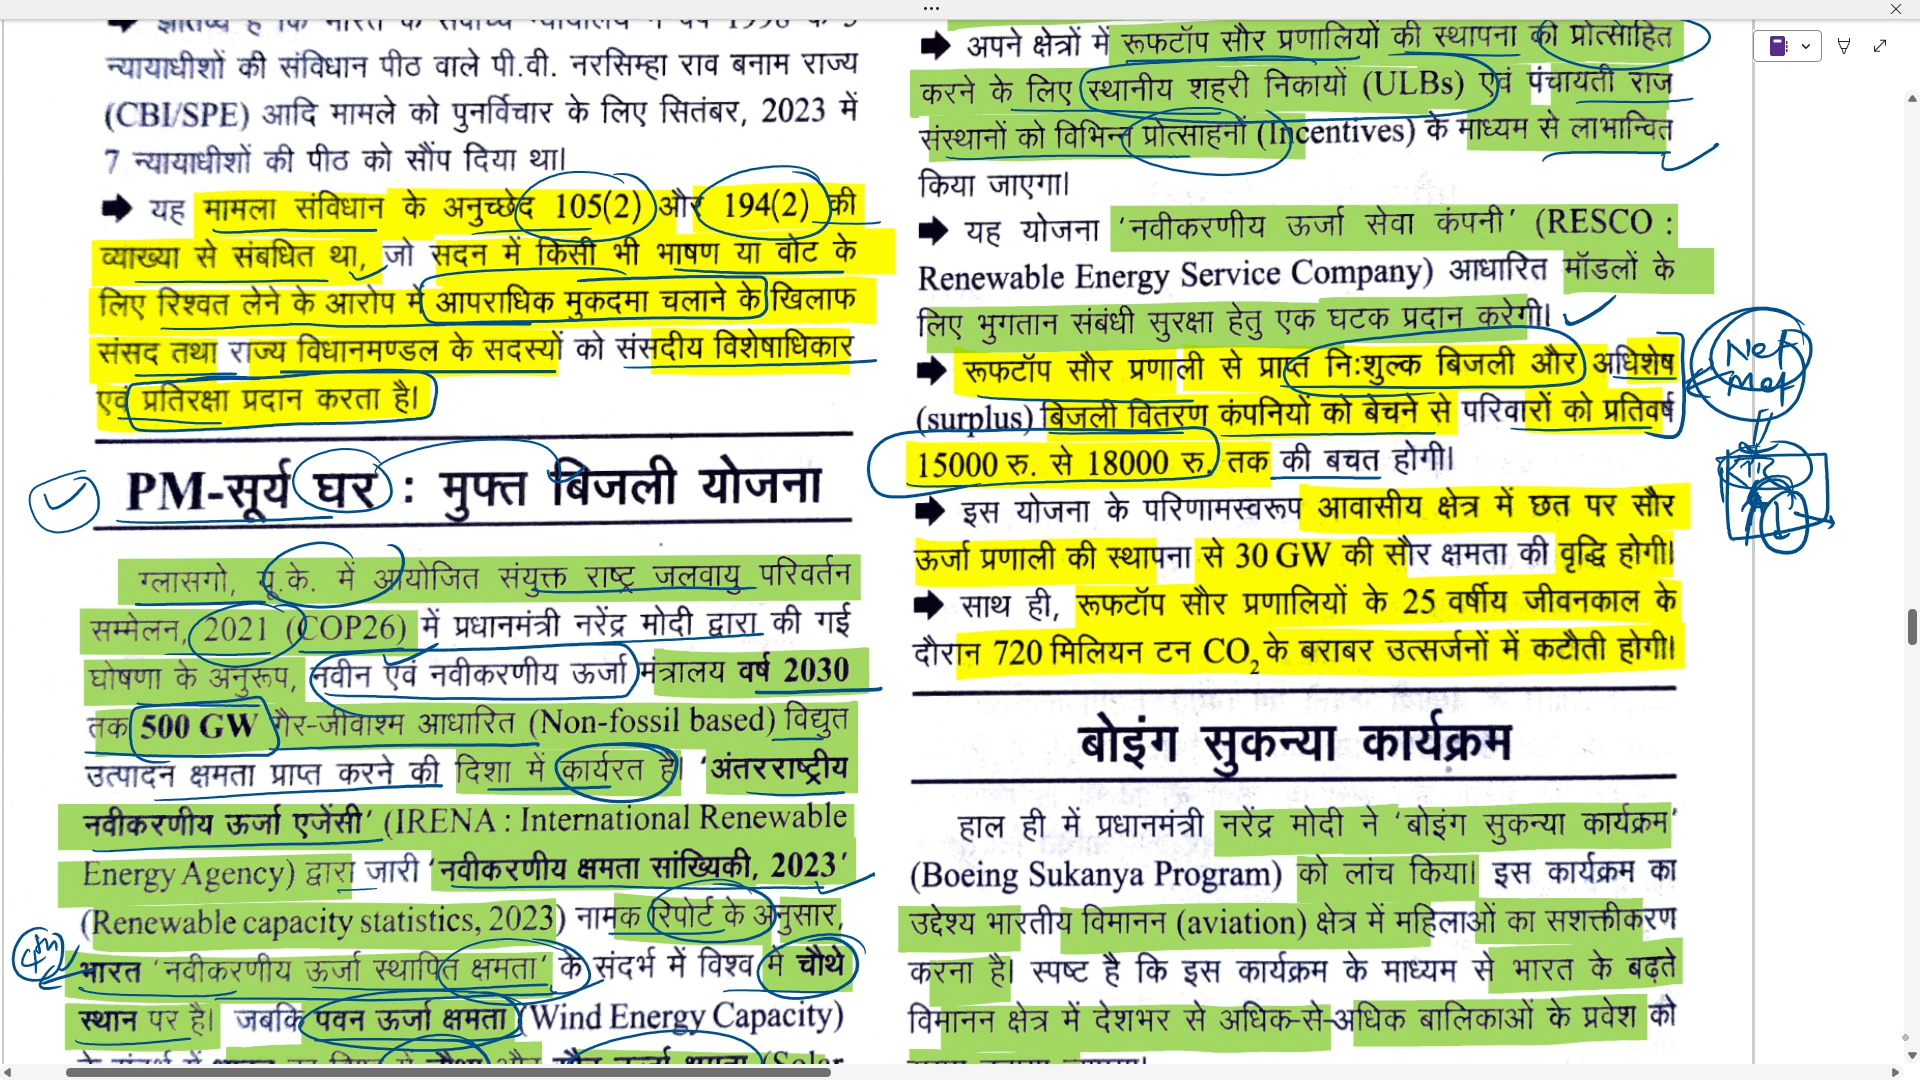 न्यायाधीशों की संविधान पीठ वाले पी.वी. नरसिम्हा राव बनाम राज्य
(CBI/SPE) आदि मामले को पुनर्विचार के लिए सितंबर, 2023 में
7 न्यायाधीशों की पीठ को सौंप दिया था।
➡ यह मामला संविधान के अनुच्छेद 105(2) और 194(2) की
व्याख्या से संबधित था, जो सदन में किसी भी भाषण या वोट के
लिए रिश्वत लेने के आरोप में आपराधिक मुकदमा चलाने के खिलाफ
संसद तथा राज्य विधानमण्डल के सदस्यों को संसदीय विशेषाधिकार
एवं प्रतिरक्षा प्रदान करता है।
PM-सूर्य घर : मुफ्त बिजली योजना
ग्लासगो, यू.के. में आयोजित संयुक्त राष्ट्र जलवायु परिवर्तन
सम्मेलन, 2021 (COP26) में प्रधानमंत्री नरेंद्र मोदी द्वारा की गई
घोषणा के अनुरूप, नवीन एवं नवीकरणीय ऊर्जा मंत्रालय वर्ष 2030
तक 500 GW गैर-जीवाश्म आधारित (Non-fossil based) विद्युत
उत्पादन क्षमता प्राप्त करने की दिशा में कार्यरत है। 'अंतरराष्ट्रीय
नवीकरणीय ऊर्जा एजेंसी' (IRENA : International Renewable
Energy Agency) द्वारा जारी 'नवीकरणीय क्षमता सांख्यिकी, 2023'
(Renewable capacity statistics, 2023) नामक रिपोर्ट के अनुसार,
4th
भारत 'नवीकरणीय ऊर्जा स्थापित क्षमता' के संदर्भ में विश्व में चौथे
स्थान पर है। जबकि पवन ऊर्जा क्षमता (Wind Energy Capacity)
➡ अपने क्षेत्रों में रूफटॉप सौर प्रणालियों की स्थापना को प्रोत्साहित
करने के लिए स्थानीय शहरी निकायों (ULBs) एवं पंचायती राज
संस्थानों को विभिन्न प्रोत्साहनों (Incentives) के माध्यम से लाभान्वित
किया जाएगा।
➡ यह योजना 'नवीकरणीय ऊर्जा सेवा कंपनी' (RESCO :
Renewable Energy Service Company) आधारित मॉडलों के
लिए भुगतान संबंधी सुरक्षा हेतु एक घटक प्रदान करेगी।
➡ रूफटॉप सौर प्रणाली से प्राप्त निःशुल्क बिजली और अधिशेष
(surplus) बिजली वितरण कंपनियों को बेचने से परिवारों को प्रतिवर्ष
15000 रु. से 18000 रु. तक की बचत होगी।
➡ इस योजना के परिणामस्वरूप आवासीय क्षेत्र में छत पर सौर
ऊर्जा प्रणाली की स्थापना से 30 GW की सौर क्षमता की वृद्धि होगी।
➡ साथ ही, रूफटॉप सौर प्रणालियों के 25 वर्षीय जीवनकाल के
दौरान 720 मिलियन टन CO2 के बराबर उत्सर्जनों में कटौती होगी।
बोइंग सुकन्या कार्यक्रम
हाल ही में प्रधानमंत्री नरेंद्र मोदी ने 'बोइंग सुकन्या कार्यक्रम'
(Boeing Sukanya Program) को लांच किया। इस कार्यक्रम का
उद्देश्य भारतीय विमानन (aviation) क्षेत्र में महिलाओं का सशक्तीकरण
करना है। स्पष्ट है कि इस कार्यक्रम के माध्यम से भारत के बढ़ते
विमानन क्षेत्र में देशभर से अधिक-से-अधिक बालिकाओं के प्रवेश को